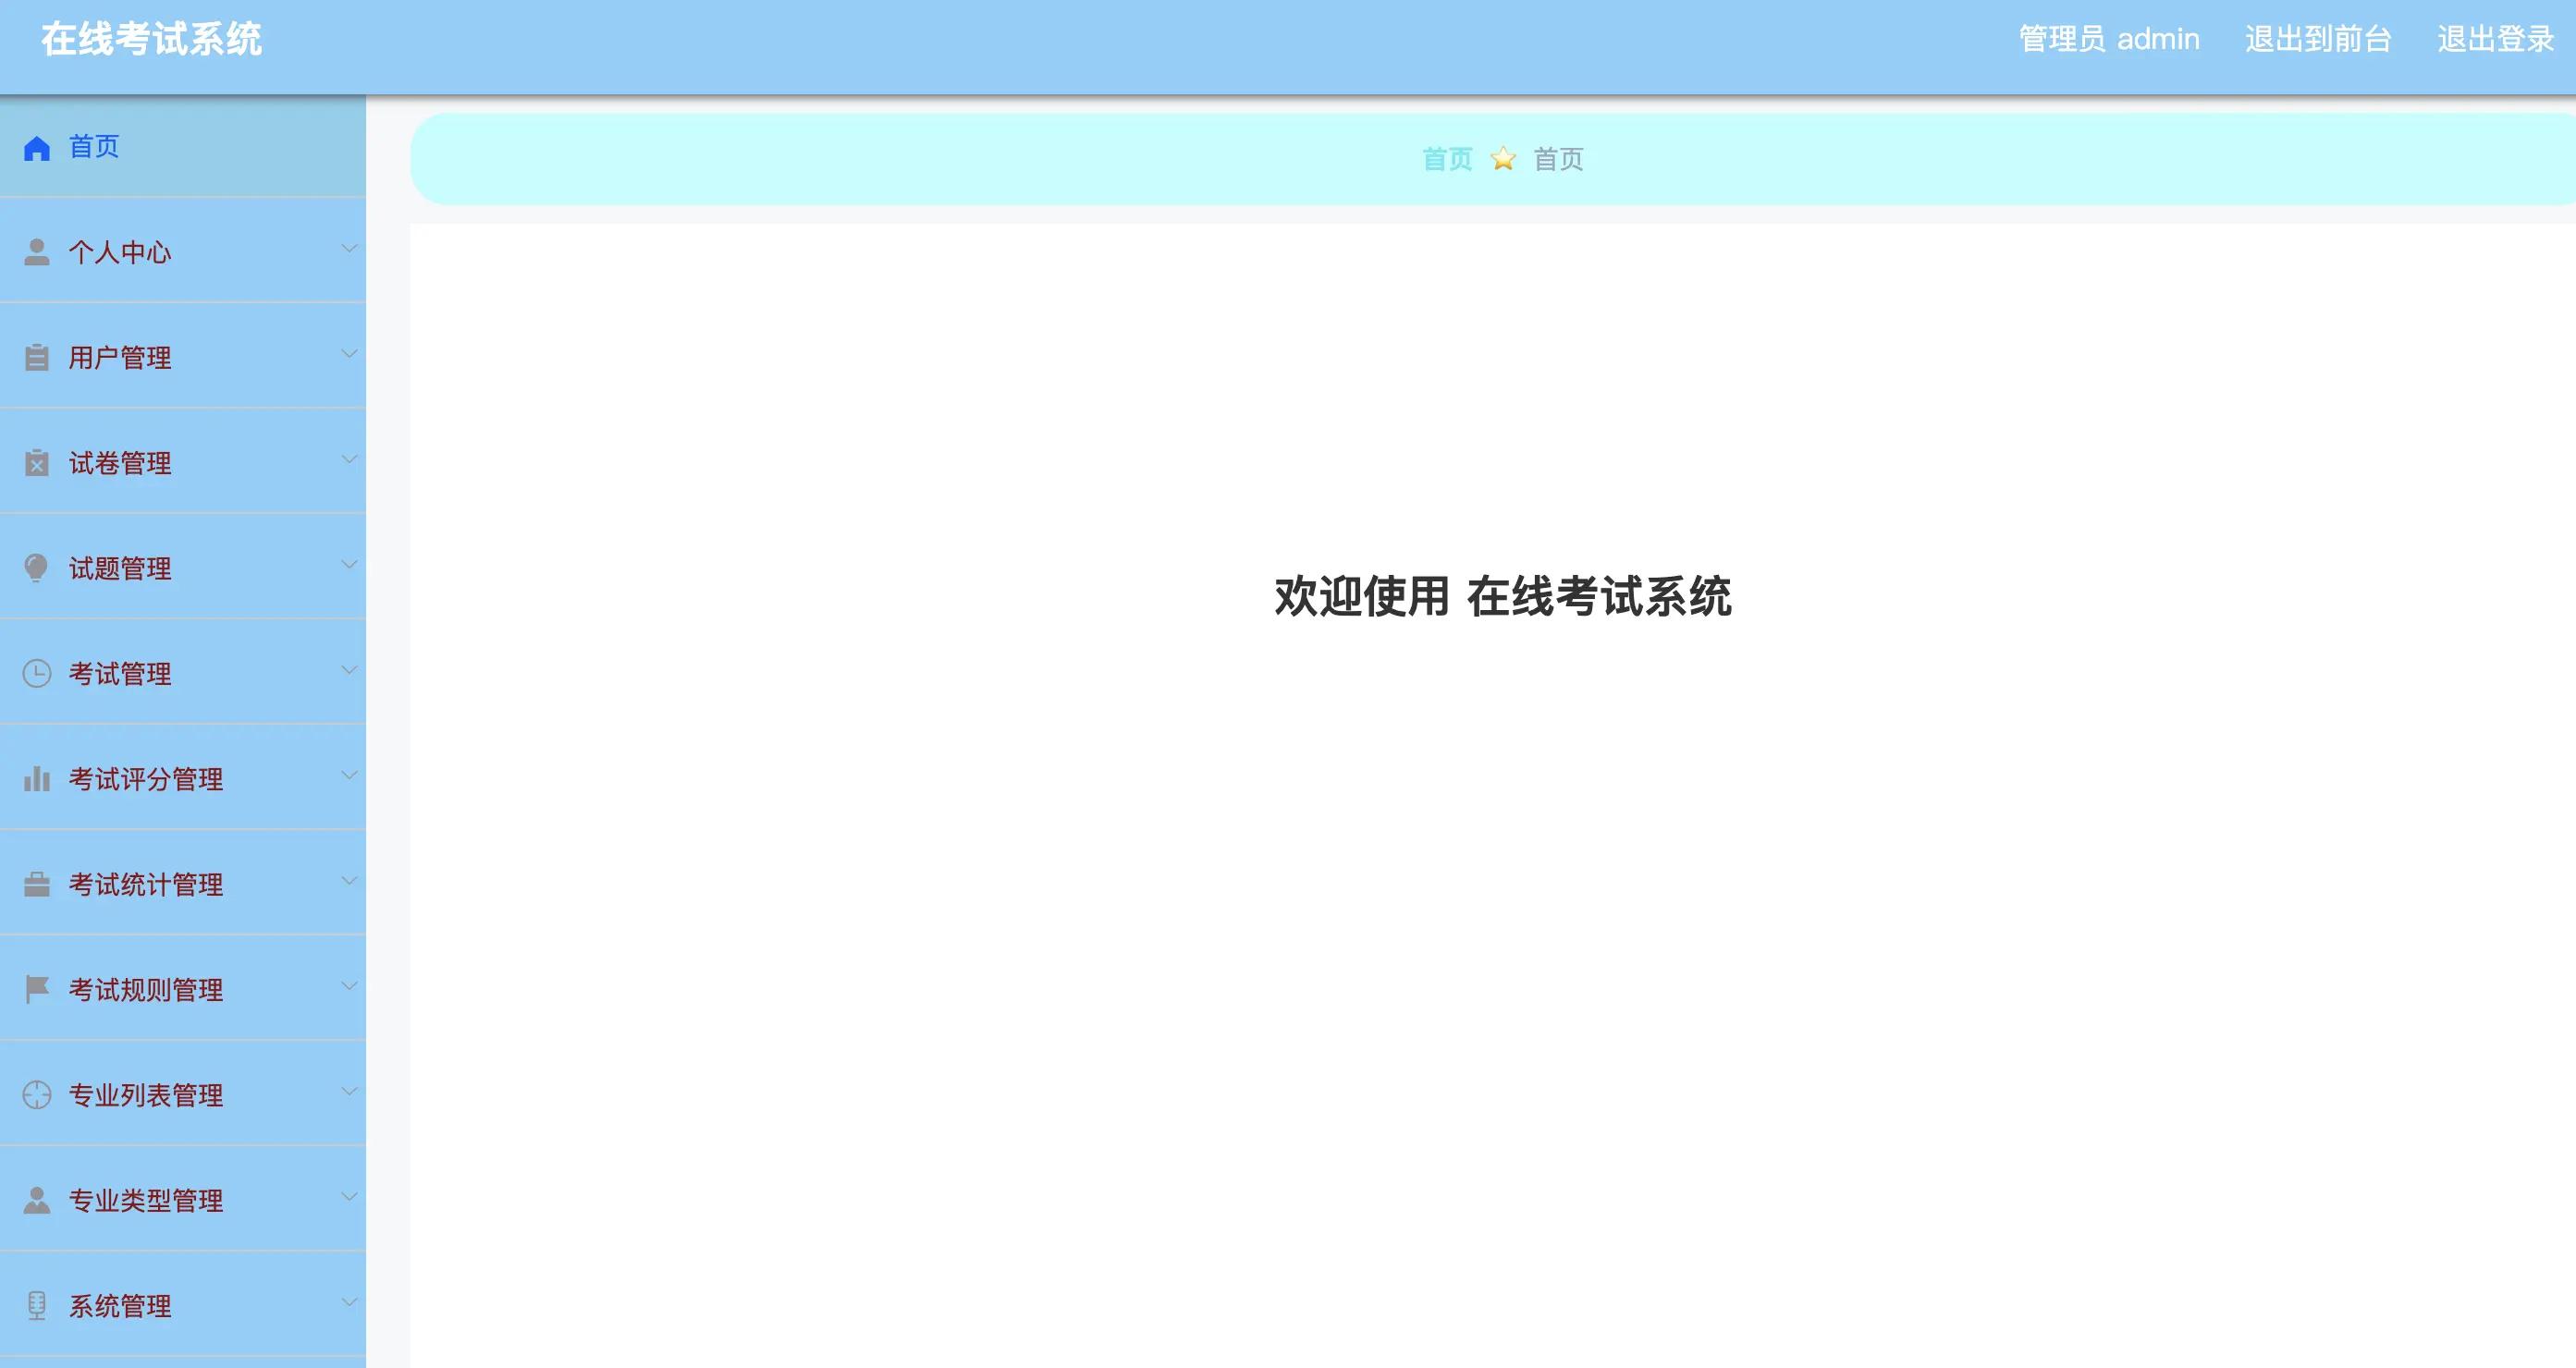 在线考试系统
管理员 admin 退出到前台 退出登录
首页
首页 首页
个人中心
用户管理
试卷管理
试题管理
欢迎使用 在线考试系统
考试管理
考试评分管理
考试统计管理
考试规则管理
专业列表管理
专业类型管理
系统管理